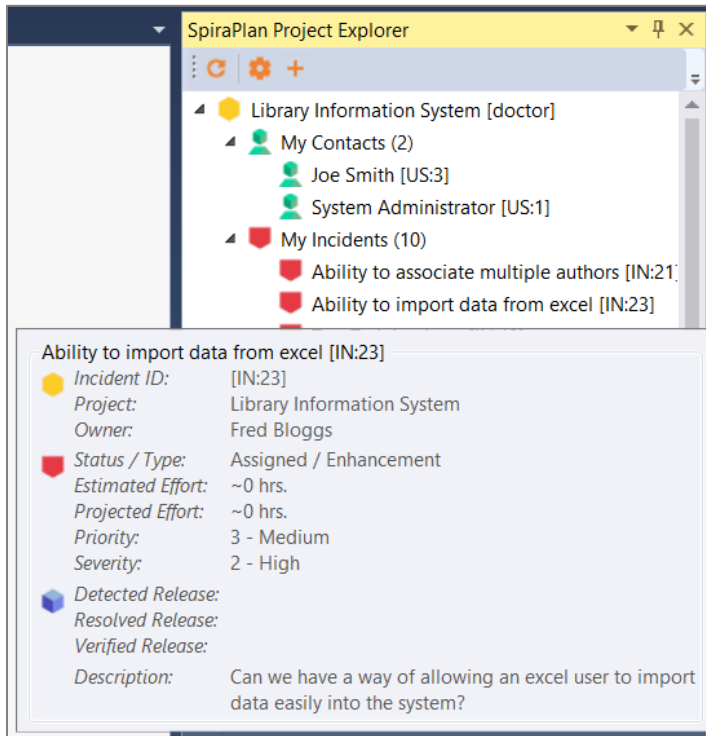 SpiraPlan Project Explorer
Library Information System [doctor]
My Contacts (2)
Joe Smith [US:3]
System Administrator [US:1]
My Incidents (10)
Ability to associate multiple authors [IN:21]
Ability to import data from excel [IN:23]
Ability to import data from excel [IN:23]
Incident ID: [IN:23]
Project: Library Information System
Owner: Fred Bloggs
Status / Type: Assigned / Enhancement
Estimated Effort: ~0 hrs.
Projected Effort: ~0 hrs.
Priority: 3 - Medium
Severity: 2 - High
Detected Release:
Resolved Release:
Verified Release:
Description: Can we have a way of allowing an excel user to import
data easily into the system?